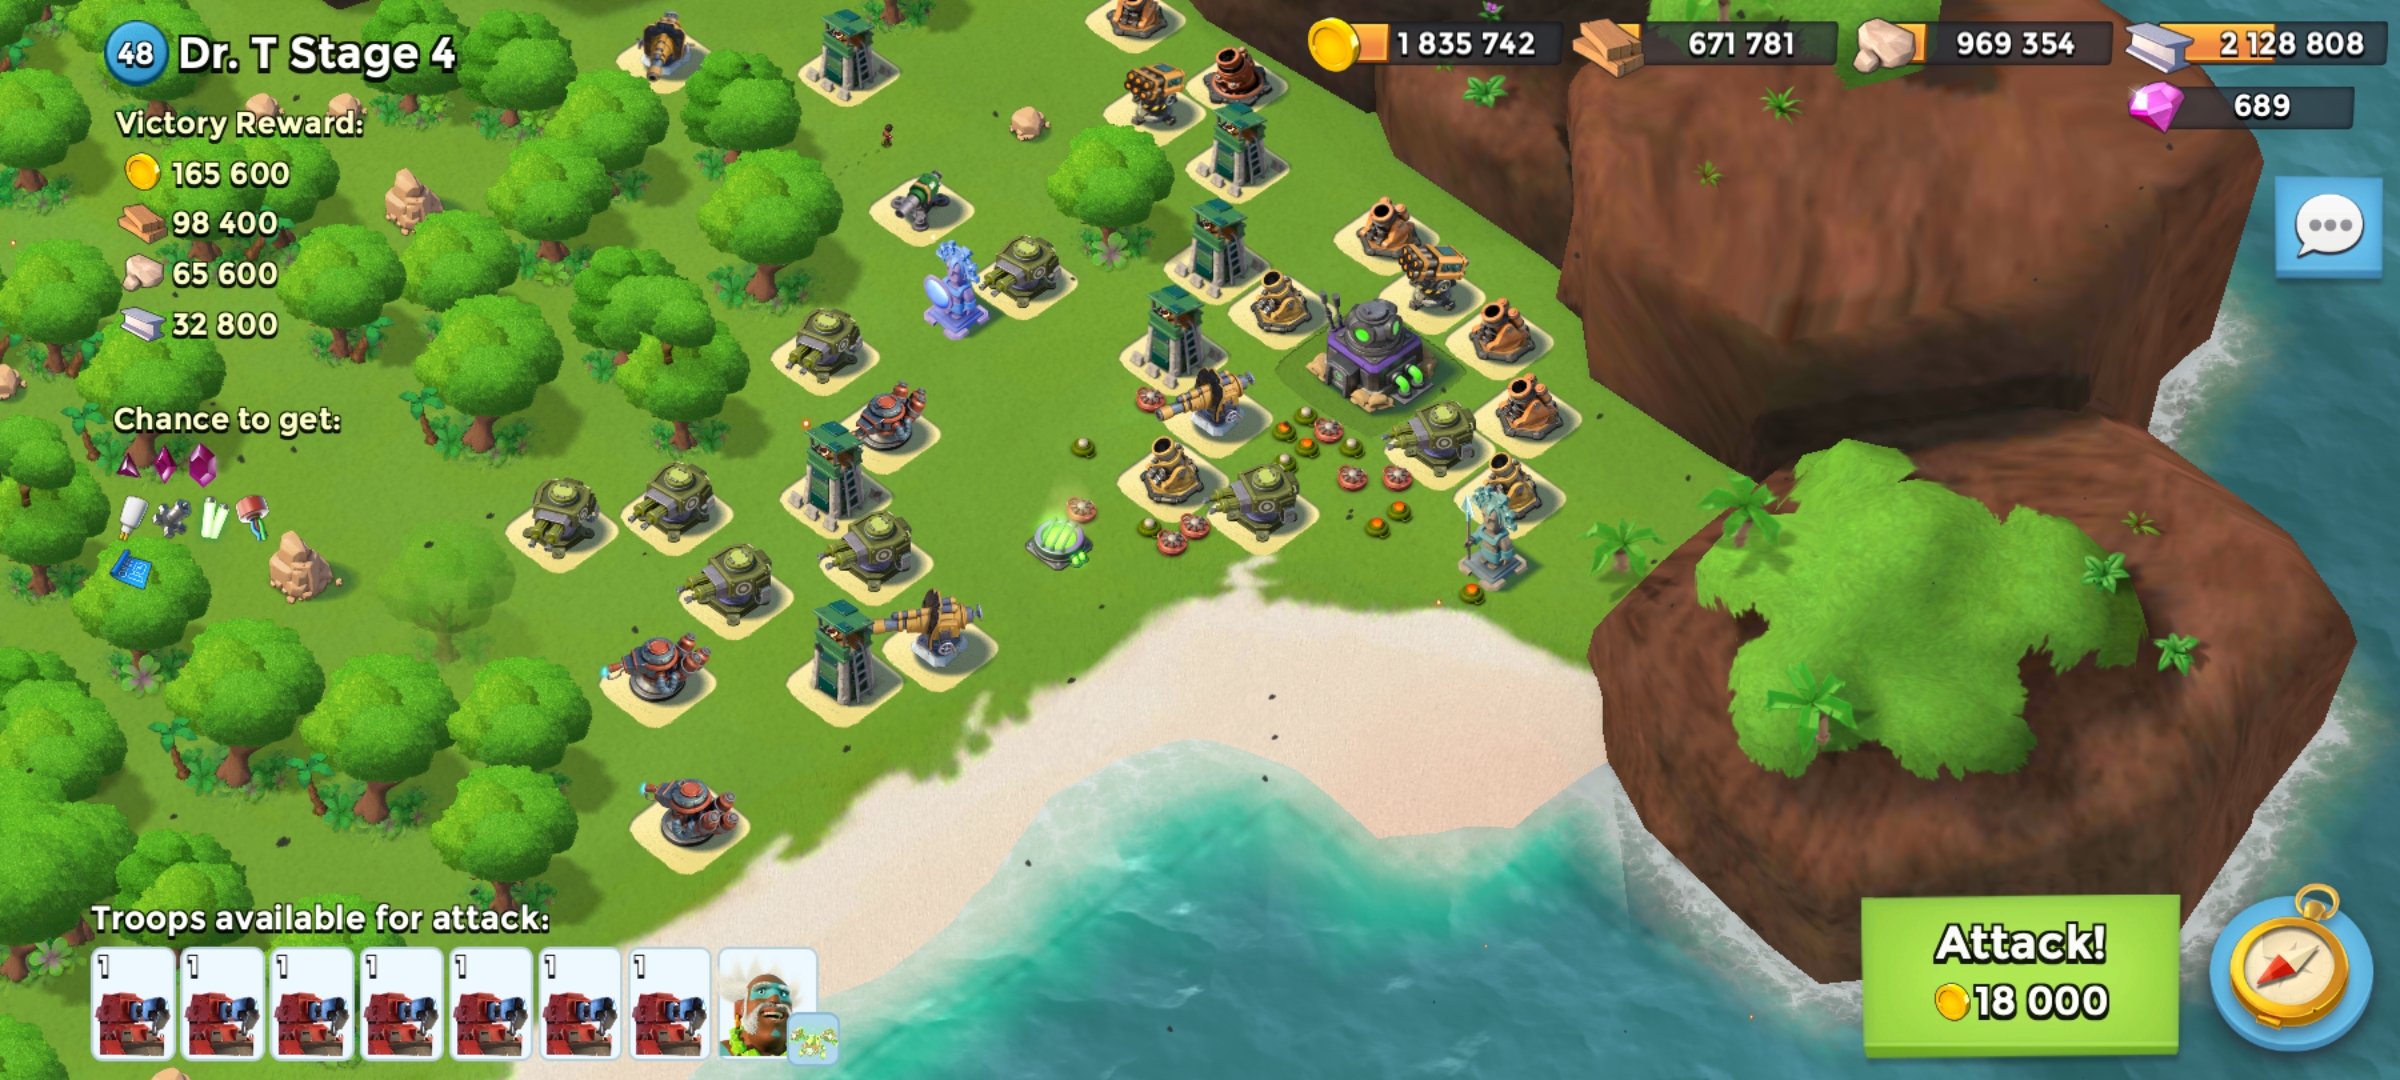 48 Dr. T Stage 4
1 835 742
671 781
969 354
2 128 808
689
Victory Reward:
165 600
98 400
65 600
32 800
Chance to get:
Troops available for attack:
1 1 1 1 1 1 1
Attack!
18 000